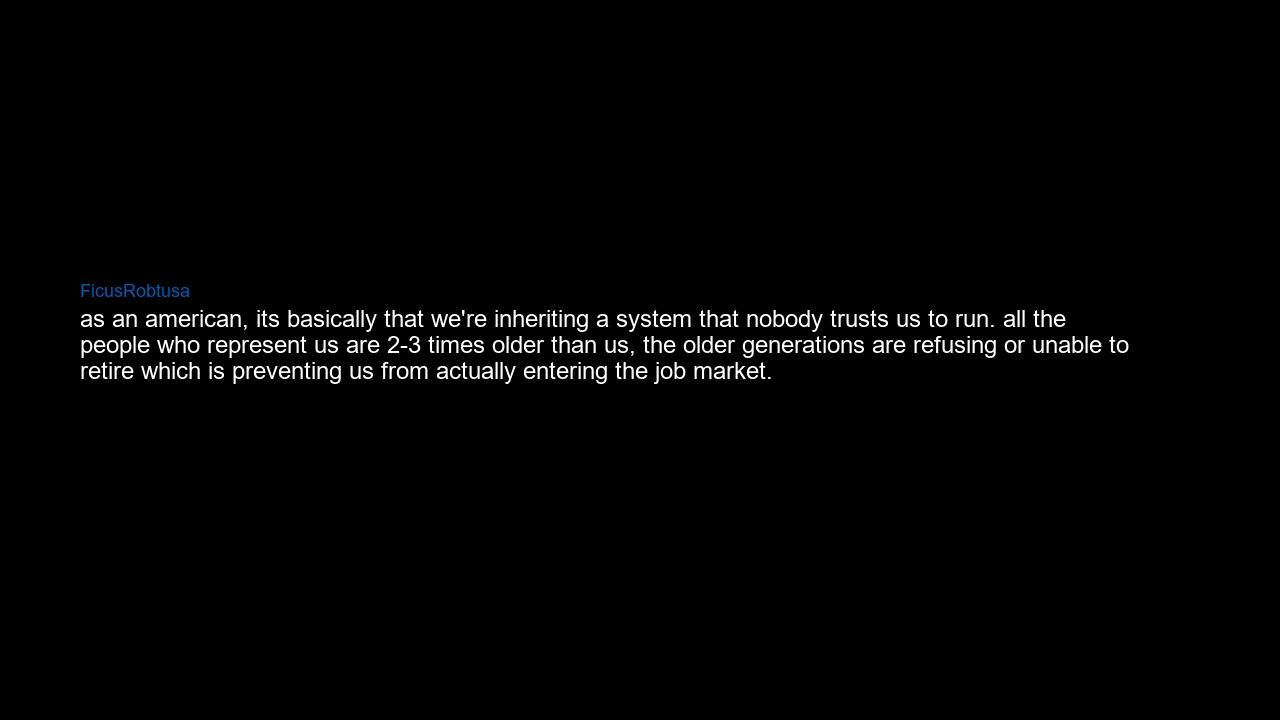 FicusRobtusa
as an american, its basically that we're inheriting a system that nobody trusts us to run. all the
people who represent us are 2-3 times older than us, the older generations are refusing or unable to
retire which is preventing us from actually entering the job market.